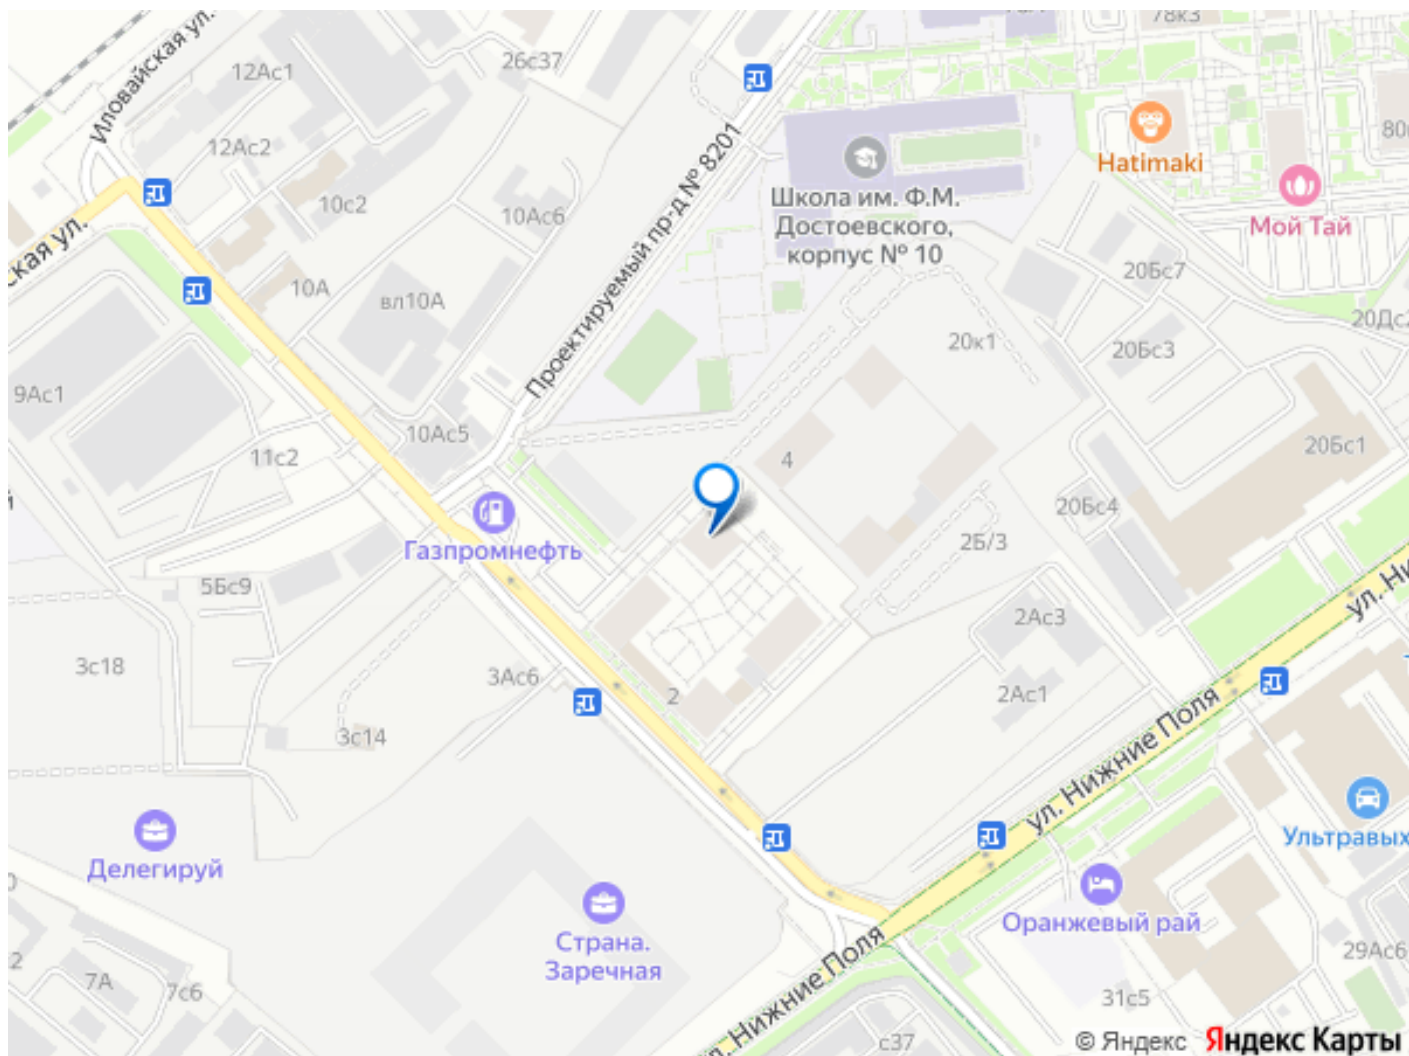 78к3
26с37
12Ас1
Иловайская ул.
12Ас2
Hatimaki
Школа им. Ф.М.
Достоевского,
корпус № 10
Мой Тай
10с2
10Ас6
Проектируемый пр-д № 8201
ская ул.
10А
вл10А
20Бс7
20к1
20Бс3
9Ас1
10Ас5
11с2
4
20Бс1
20Бс4
Газпромнефть
2Б/3
5Бс9
2Ас3
3с18
3Ас6
2
2Ас1
3с14
ул. Нижние Поля
Ультравых
Делегируй
Оранжевый рай
Страна.
Заречная
ул. Нижние Поля
29Ас6
7А
7с6
31с5
с37
© Яндекс Яндекс Карты